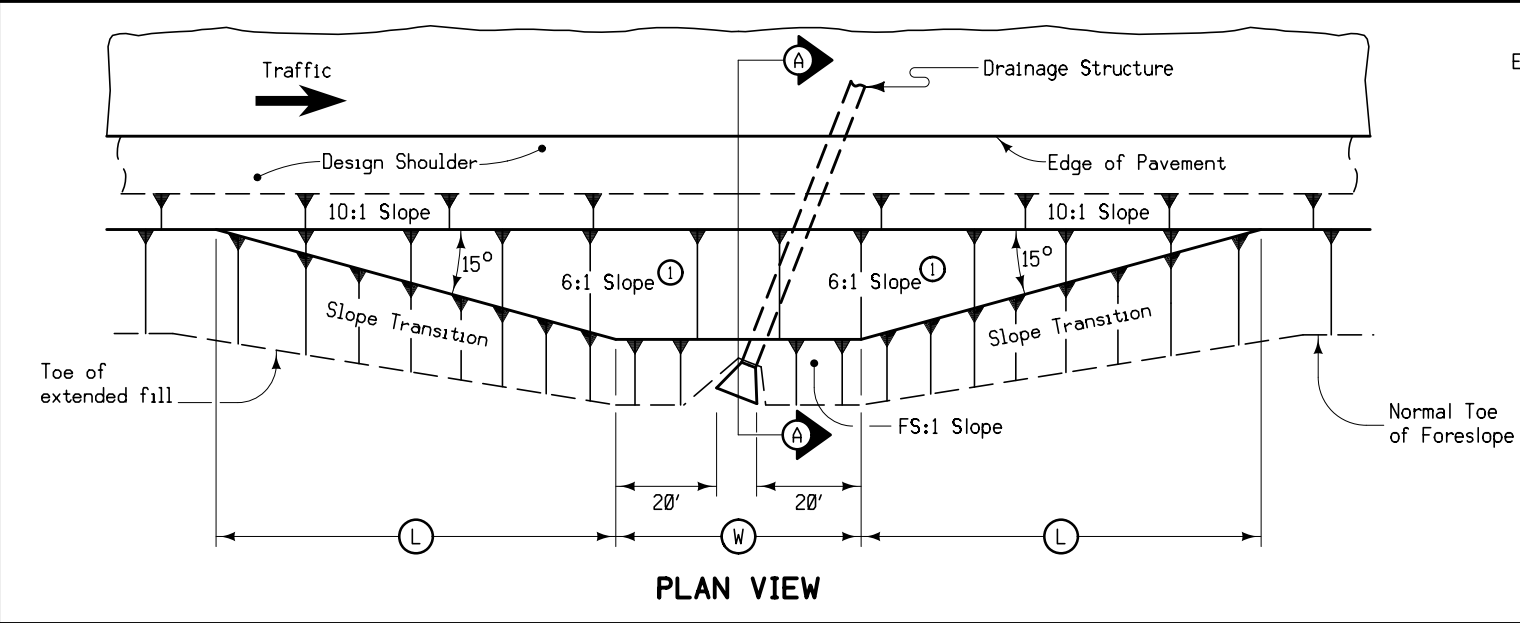 Traffic
A
Drainage Structure
E
Design Shoulder
Edge of Pavement
10:1 Slope
10:1 Slope
15°
15°
6:1 Slope 1
6:1 Slope 1
Slope Transition
Slope Transition
Toe of
extended fill
FS:1 Slope
Normal Toe
of Foreslope
A
20'
20'
L
W
L
PLAN VIEW